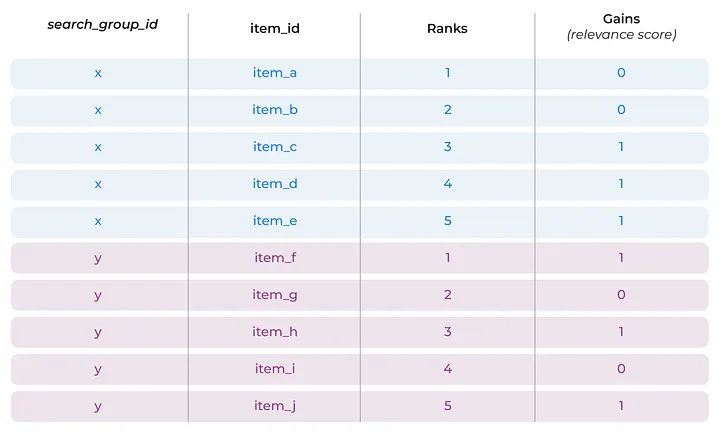 search_group_id item_id Ranks Gains
(relevance score)
x item_a 1 0
x item_b 2 0
x item_c 3 1
x item_d 4 1
x item_e 5 1
y item_f 1 1
y item_g 2 0
y item_h 3 1
y item_i 4 0
y item_j 5 1